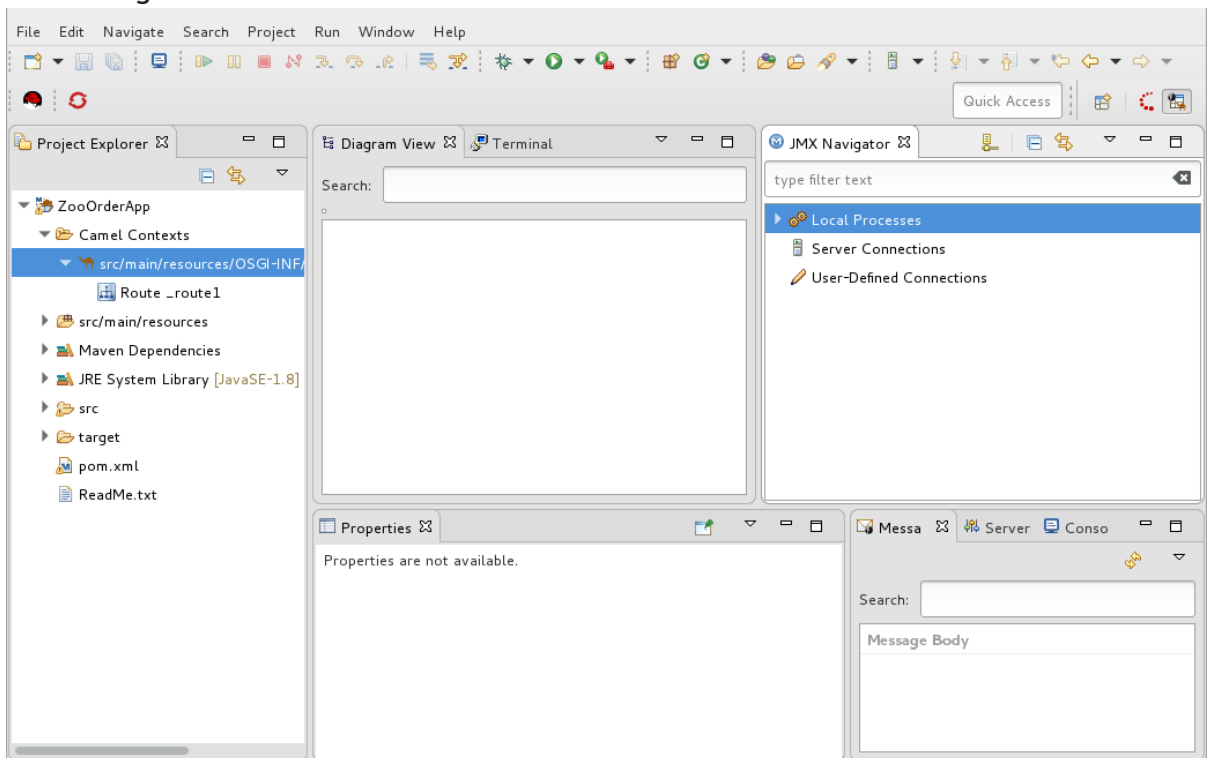 File Edit Navigate Search Project Run Window Help
Quick Access
Project Explorer
ZooOrderApp
Camel Contexts
src/main/resources/OSGI-INF/
Route _route1
src/main/resources
Maven Dependencies
JRE System Library [JavaSE-1.8]
src
target
pom.xml
ReadMe.txt
Diagram View Terminal
Search:
JMX Navigator
type filter text
Local Processes
Server Connections
User-Defined Connections
Properties
Properties are not available.
Messa Server Conso
Search:
Message Body